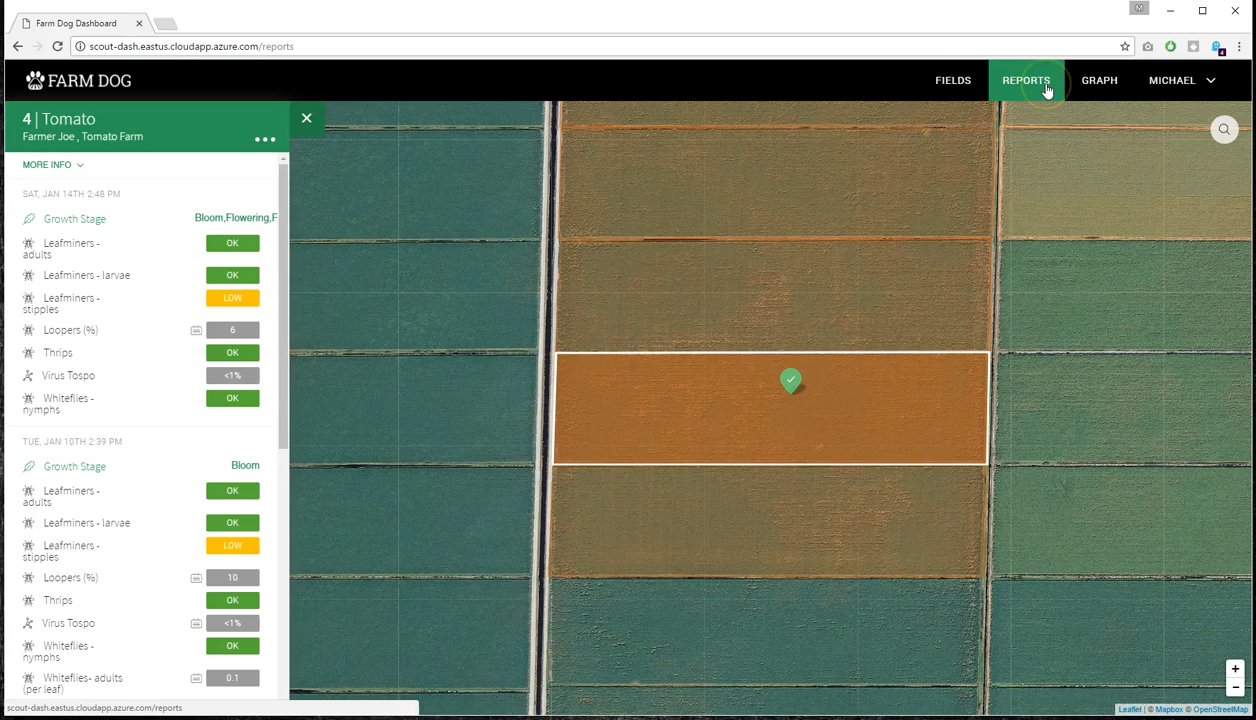 Farm Dog Dashboard
M
scout-dash.eastus.cloudapp.azure.com/reports
4
FARM DOG
FIELDS
REPORTS
GRAPH
MICHAEL
4 | Tomato
Farmer Joe , Tomato Farm
MORE INFO
SAT, JAN 14TH 2:48 PM
Growth Stage Bloom,Flowering,F
Leafminers - OK
adults
Leafminers - larvae OK
Leafminers - LOW
stipples
Loopers (%) 6
Thrips OK
Virus Tospo <1%
Whiteflies - OK
nymphs
TUE, JAN 10TH 2:39 PM
Growth Stage Bloom
Leafminers - OK
adults
Leafminers - larvae OK
Leafminers - LOW
stipples
Loopers (%) 10
Thrips OK
Virus Tospo <1%
Whiteflies - OK
nymphs
Whiteflies- adults 0.1
(per leaf)
+
−
scout-dash.eastus.cloudapp.azure.com/reports
Leaflet | © Mapbox © OpenStreetMap